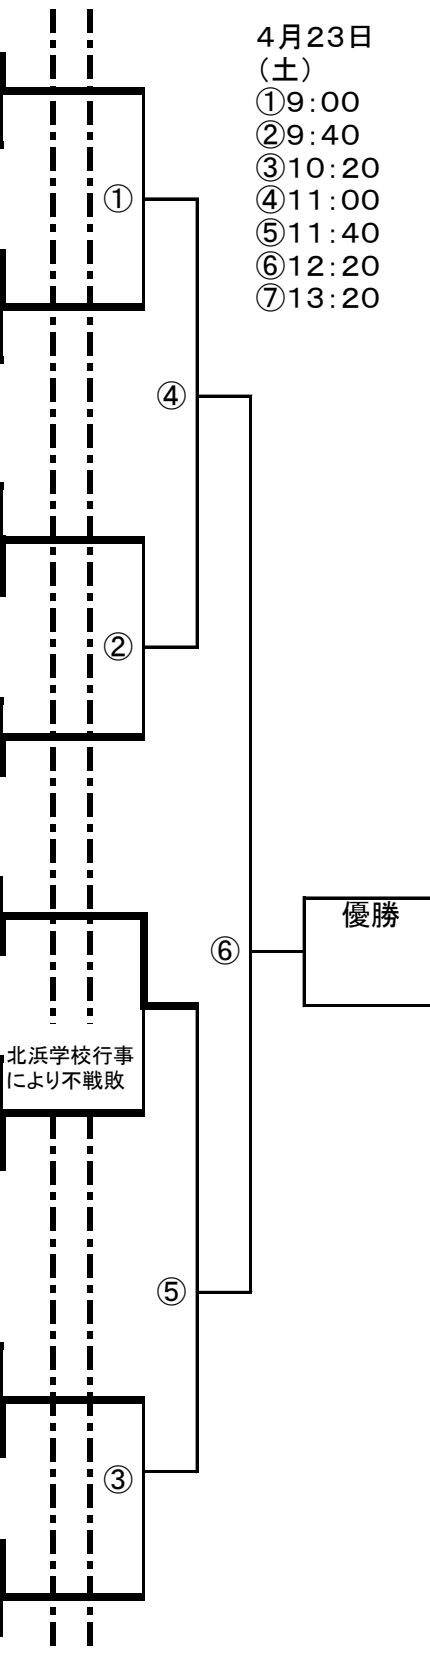 ４月２３日
（土）
①９：００
②９：４０
③１０：２０
④１１：００
⑤１１：４０
⑥１２：２０
⑦１３：２０
①
④
②
優勝
⑥
北浜学校行事
により不戦敗
⑤
③